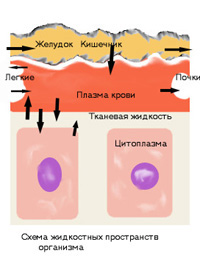 Желудок Кишечник
Легкие Почки
Плазма крови
Тканевая жидкость
Цитоплазма
Схема жидкостных пространств
организма